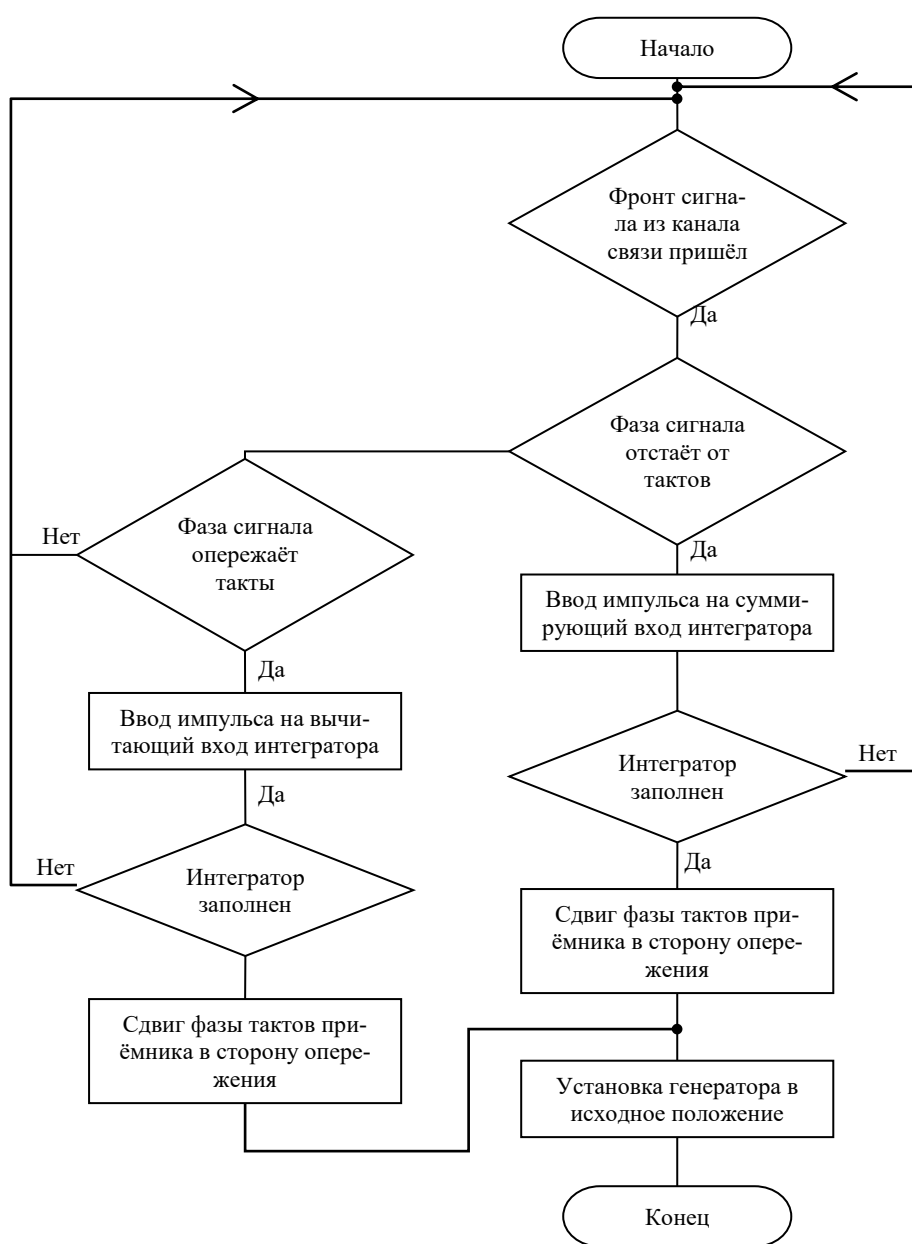 Начало
Фронт сигна-
ла из канала
связи пришёл
Да
Фаза сигнала
отстаёт от
тактов
Нет
Фаза сигнала
опережаёт
такты
Да
Ввод импульса на сумми-
рующий вход интегратора
Да
Ввод импульса на вычи-
тающий вход интегратора
Интегратор
заполнен
Нет
Да
Да
Нет
Интегратор
заполнен
Сдвиг фазы тактов при-
ёмника в сторону опере-
жения
Сдвиг фазы тактов при-
ёмника в сторону опере-
жения
Установка генератора в
исходное положение
Конец